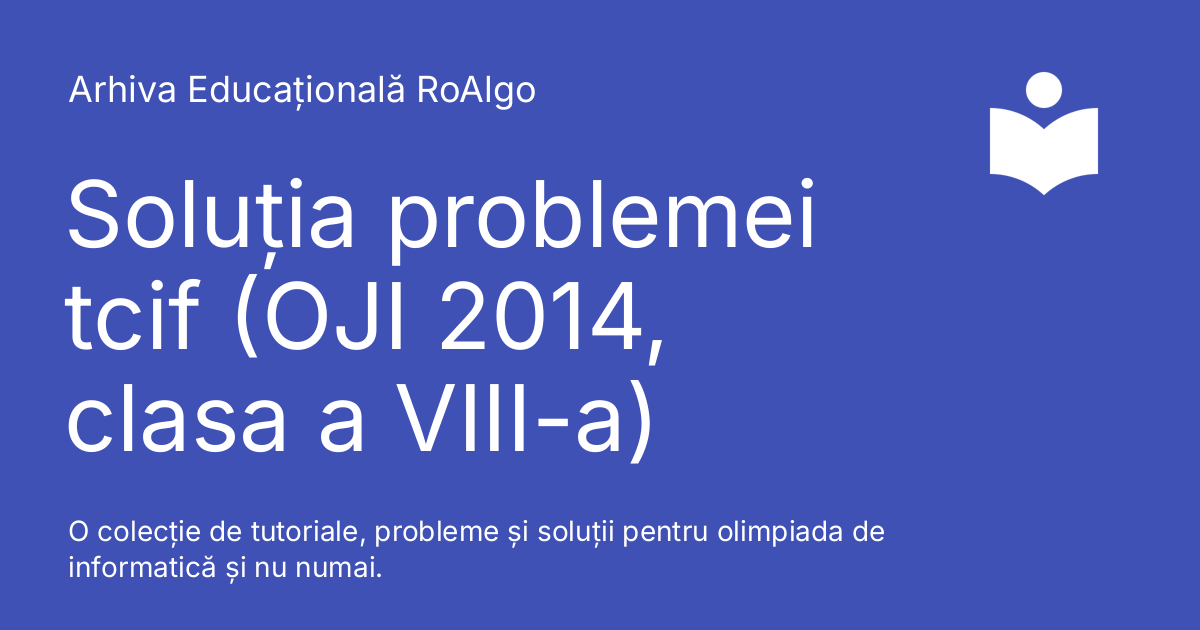 Arhiva Educațională RoAlgo
Soluția problemei
tcif (OJI 2014,
clasa a VIII-a)
O colecție de tutoriale, probleme și soluții pentru olimpiada de
informatică și nu numai.